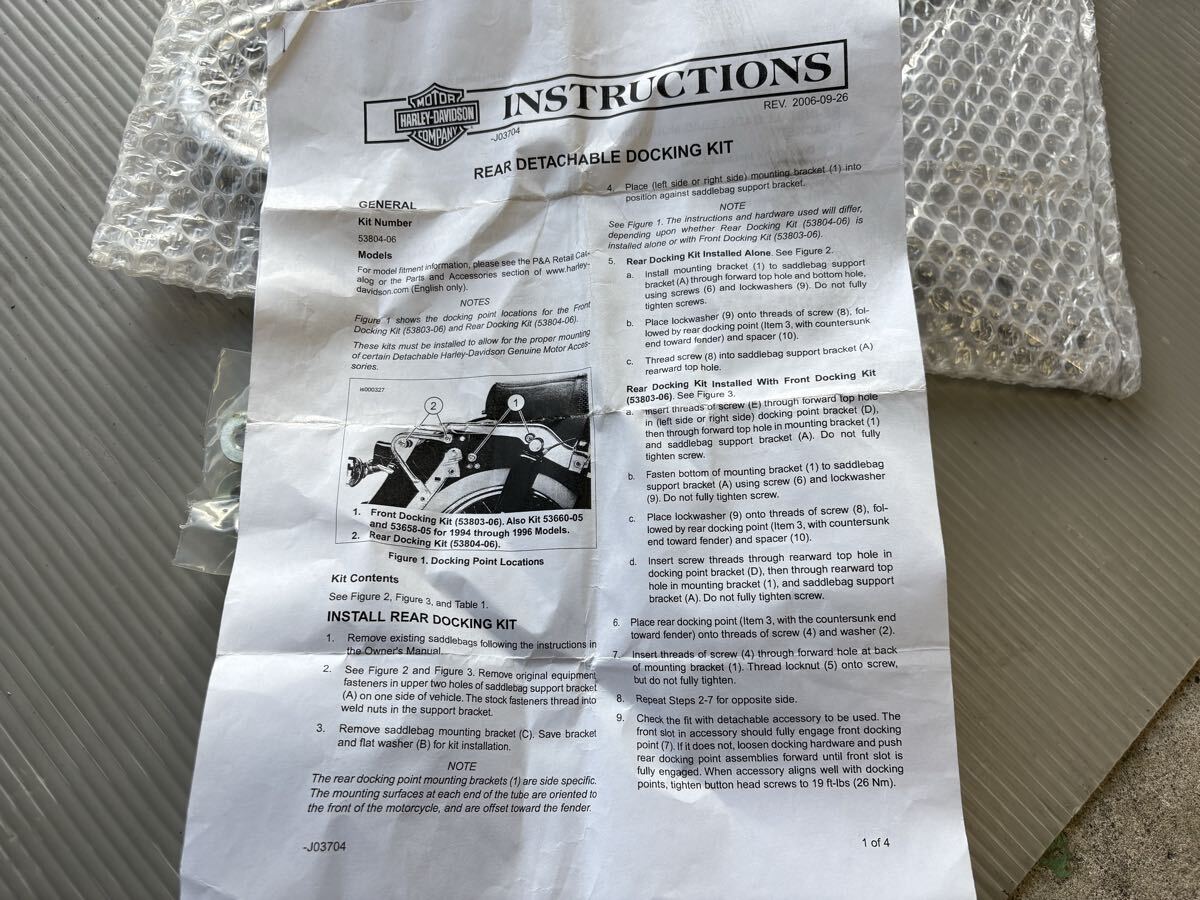 MOTOR
HARLEY-DAVIDSON
COMPANY
INSTRUCTIONS
-J03704
REV. 2006-09-26
REAR DETACHABLE DOCKING KIT
GENERAL
Kit Number
53804-06
Models
For model fitment information, please see the P&A Retail Cat-
alog or the Parts and Accessories section of www.harley-
davidson.com (English only).
NOTES
Figure 1 shows the docking point locations for the Front
Docking Kit (53803-06) and Rear Docking Kit (53804-06).
These kits must be installed to allow for the proper mounting
of certain Detachable Harley-Davidson Genuine Motor Acces-
sories.
is000327
2
1
1. Front Docking Kit (53803-06). Also Kit 53660-05
and 53658-05 for 1994 through 1996 Models.
2. Rear Docking Kit (53804-06).
Figure 1. Docking Point Locations
Kit Contents
See Figure 2, Figure 3, and Table 1.
INSTALL REAR DOCKING KIT
1. Remove existing saddlebags following the instructions in
the Owner's Manual.
2. See Figure 2 and Figure 3. Remove original equipment
fasteners in upper two holes of saddlebag support bracket
(A) on one side of vehicle. The stock fasteners thread into
weld nuts in the support bracket.
3. Remove saddlebag mounting bracket (C). Save bracket
and flat washer (B) for kit installation.
NOTE
The rear docking point mounting brackets (1) are side specific.
The mounting surfaces at each end of the tube are oriented to
the front of the motorcycle, and are offset toward the fender.
4. Place (left side or right side) mounting bracket (1) into
position against saddlebag support bracket.
NOTE
See Figure 1. The instructions and hardware used will differ,
depending upon whether Rear Docking Kit (53804-06) is
installed alone or with Front Docking Kit (53803-06).
5. Rear Docking Kit Installed Alone. See Figure 2.
a. Install mounting bracket (1) to saddlebag support
bracket (A) through forward top hole and bottom hole,
using screws (6) and lockwashers (9). Do not fully
tighten screws.
b. Place lockwasher (9) onto threads of screw (8), fol-
lowed by rear docking point (Item 3, with countersunk
end toward fender) and spacer (10).
c. Thread screw (8) into saddlebag support bracket (A)
rearward top hole.
Rear Docking Kit Installed With Front Docking Kit
(53803-06). See Figure 3.
a. Insert threads of screw (E) through forward top hole
in (left side or right side) docking point bracket (D),
then through forward top hole in mounting bracket (1)
and saddlebag support bracket (A). Do not fully
tighten screw.
b. Fasten bottom of mounting bracket (1) to saddlebag
support bracket (A) using screw (6) and lockwasher
(9). Do not fully tighten screw.
c. Place lockwasher (9) onto threads of screw (8), fol-
lowed by rear docking point (Item 3, with countersunk
end toward fender) and spacer (10).
d. Insert screw threads through rearward top hole in
docking point bracket (D), then through rearward top
hole in mounting bracket (1), and saddlebag support
bracket (A). Do not fully tighten screw.
6. Place rear docking point (Item 3, with the countersunk end
toward fender) onto threads of screw (4) and washer (2).
7. Insert threads of screw (4) through forward hole at back
of mounting bracket (1). Thread locknut (5) onto screw,
but do not fully tighten.
8. Repeat Steps 2-7 for opposite side.
9. Check the fit with detachable accessory to be used. The
front slot in accessory should fully engage front docking
point (7). If it does not, loosen docking hardware and push
rear docking point assemblies forward until front slot is
fully engaged. When accessory aligns well with docking
points, tighten button head screws to 19 ft-lbs (26 Nm).
-J03704
1 of 4